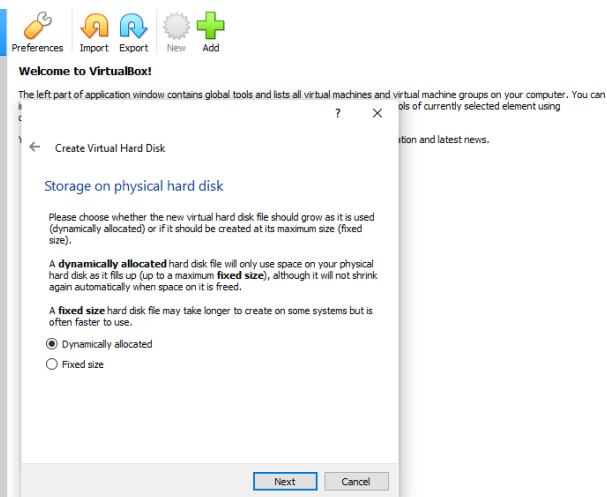 Preferences Import Export New Add
Welcome to VirtualBox!
The left part of application window contains global tools and lists all virtual machines and virtual machine groups on your computer. You can
ols of currently selected element using
? ×
ition and latest news.
Create Virtual Hard Disk
Storage on physical hard disk
Please choose whether the new virtual hard disk file should grow as it is used
(dynamically allocated) or if it should be created at its maximum size (fixed
size).
A dynamically allocated hard disk file will only use space on your physical
hard disk as it fills up (up to a maximum fixed size), although it will not shrink
again automatically when space on it is freed.
A fixed size hard disk file may take longer to create on some systems but is
often faster to use.
Dynamically allocated
Fixed size
Next Cancel